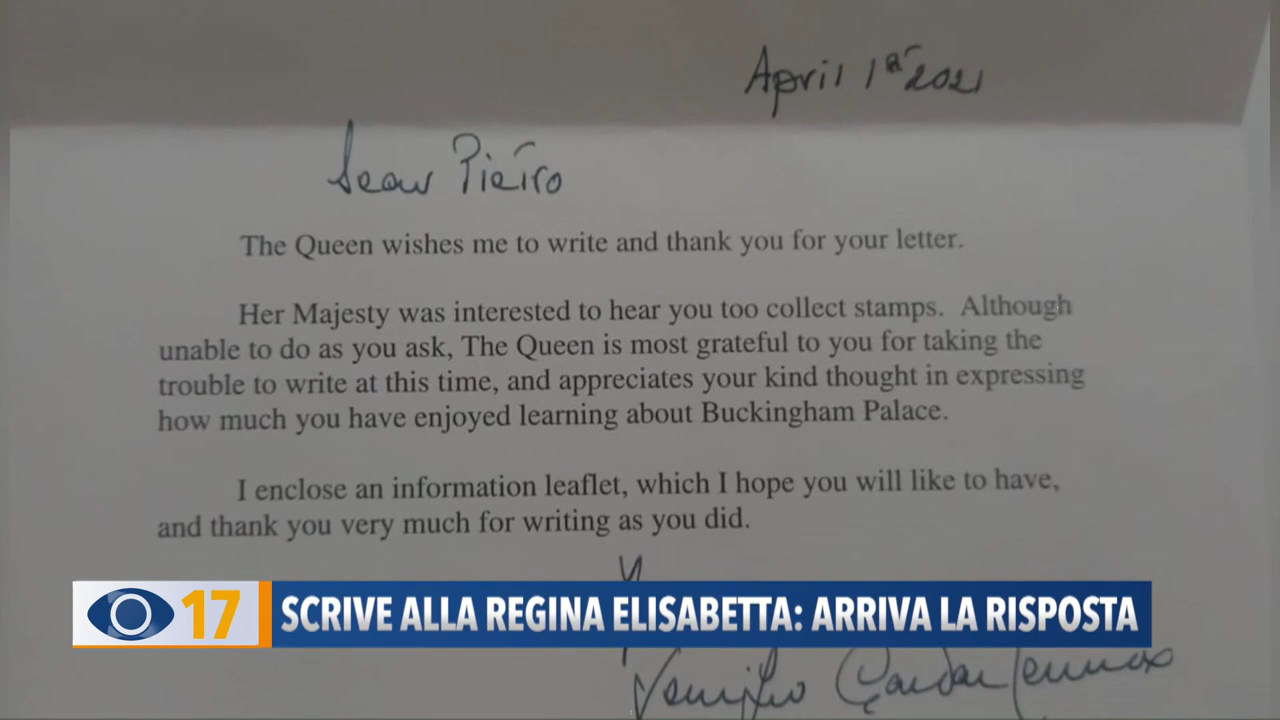 April 1st 2021
Dear Pietro
The Queen wishes me to write and thank you for your letter.
Her Majesty was interested to hear you too collect stamps. Although
unable to do as you ask, The Queen is most grateful to you for taking the
trouble to write at this time, and appreciates your kind thought in expressing
how much you have enjoyed learning about Buckingham Palace.
I enclose an information leaflet, which I hope you will like to have,
and thank you very much for writing as you did.
17 SCRIVE ALLA REGINA ELISABETTA: ARRIVA LA RISPOSTA